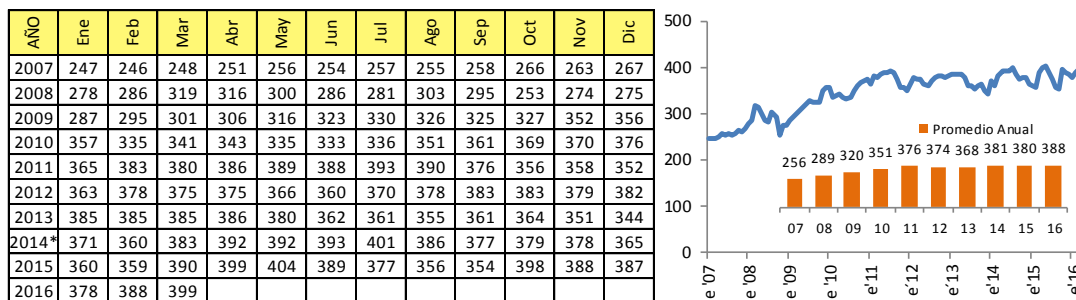 AÑO Ene Feb Mar Abr May Jun Jul Ago Sep Oct Nov Dic
2007 247 246 248 251 256 254 257 255 258 266 263 267
2008 278 286 319 316 300 286 281 303 295 253 274 275
2009 287 295 301 306 316 323 330 326 325 327 352 356
2010 357 335 341 343 335 333 336 351 361 369 370 376
2011 365 383 380 386 389 388 393 390 376 356 358 352
2012 363 378 375 375 366 360 370 378 383 383 379 382
2013 385 385 385 386 380 362 361 355 361 364 351 344
2014* 371 360 383 392 392 393 401 386 377 379 378 365
2015 360 359 390 399 404 389 377 356 354 398 388 387
2016 378 388 399
500
400
300
200
100
0
Promedio Anual
256 289 320 351 376 374 368 381 380 388
07 08 09 10 11 12 13 14 15 16
e'07 e'08 e'09 e'10 e'11 e'12 e'13 e'14 e'15 e'16